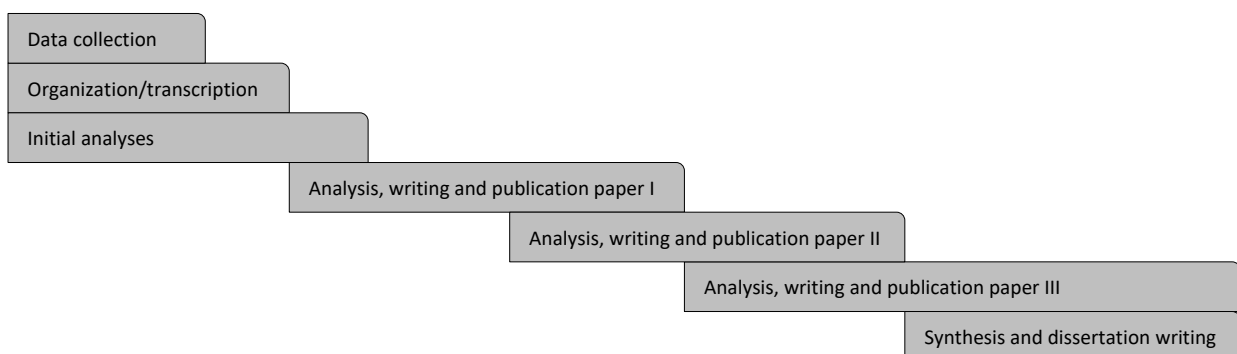 Data collection
Organization/transcription
Initial analyses
Analysis, writing and publication paper I
Analysis, writing and publication paper II
Analysis, writing and publication paper III
Synthesis and dissertation writing